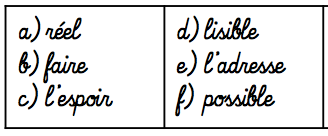 a) réel
b) faire
c) l'espoir
d) lisible
e) l'adresse
f) possible